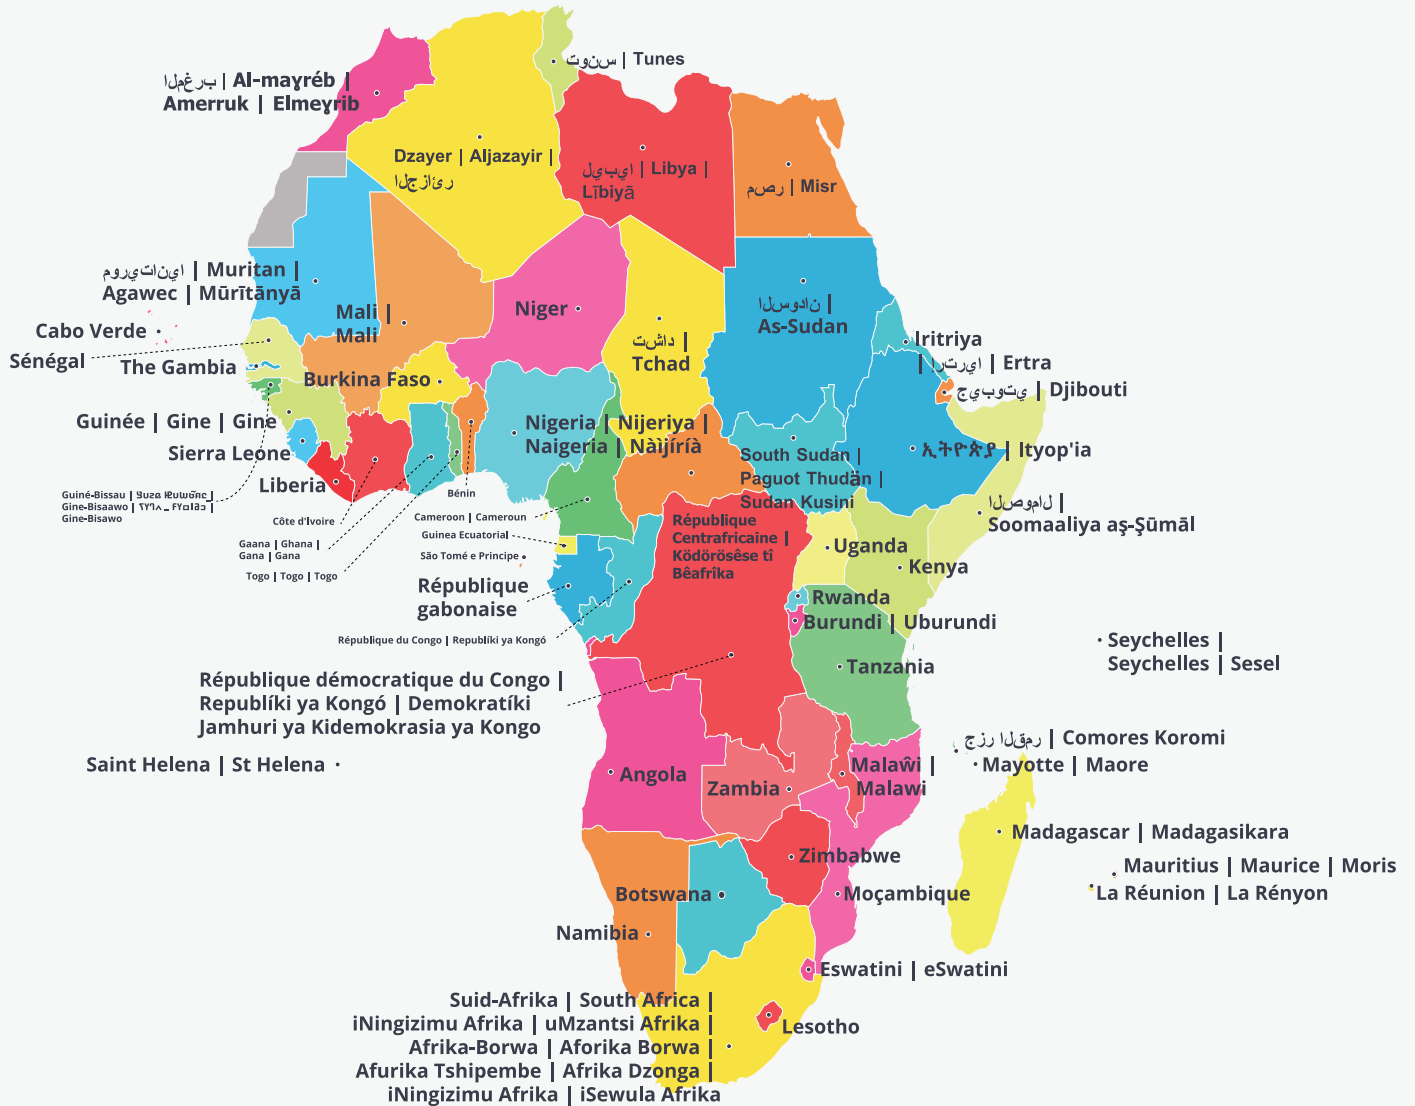 تونس | Tunes
المغرب | Al-maɣréb |
Amerruk | Elmeɣrib
Dzayer | Aljazayir |
الجزائر
ليبيا | Libya |
Lībiyā
مصر | Misr
موريتانيا | Muritan |
Agawec | Mūrītānyā
Mali |
Mali
Niger
تشاد |
Tchad
السودان |
As-Sudan
Iritriya
| إرتريا | Ertra
جيبوتي | Djibouti
Cabo Verde
Sénégal
The Gambia
Burkina Faso
Guinée | Gine | Gine
Sierra Leone
Liberia
Nigeria | Nijeriya |
Naigeria | Nàìjíríà
South Sudan |
Paguot Thudän |
Sudan Kusini
ኢትዮጵያ | Ityop'ia
الصومال |
Soomaaliya aş-Şūmāl
Guiné-Bissau |
Gine-Bisaawo |
Gine-Bisawo
Bénin
Côte d'Ivoire
Gaana | Ghana |
Gana | Gana
Togo | Togo | Togo
Cameroon | Cameroun
Guinea Ecuatorial
São Tomé e Principe
République
Centrafricaine |
Ködörösêse tî
Bêafrîka
Uganda
Kenya
République
gabonaise
Rwanda
Burundi | Uburundi
République du Congo | Republíki ya Kongó
Seychelles |
Seychelles | Sesel
Tanzania
République démocratique du Congo |
Republíki ya Kongó | Demokratíki
Jamhuri ya Kidemokrasia ya Kongo
جزر القمر | Comores Koromi
Saint Helena | St Helena
Angola
Zambia
Malaŵi |
Malawi
Mayotte | Maore
Madagascar | Madagasikara
Zimbabwe
Mauritius | Maurice | Moris
La Réunion | La Rényon
Botswana
Moçambique
Namibia
Eswatini | eSwatini
Suid-Afrika | South Africa |
iNingizimu Afrika | uMzantsi Afrika |
Afrika-Borwa | Aforika Borwa |
Afurika Tshipembe | Afrika Dzonga |
iNingizimu Afrika | iSewula Afrika
Lesotho